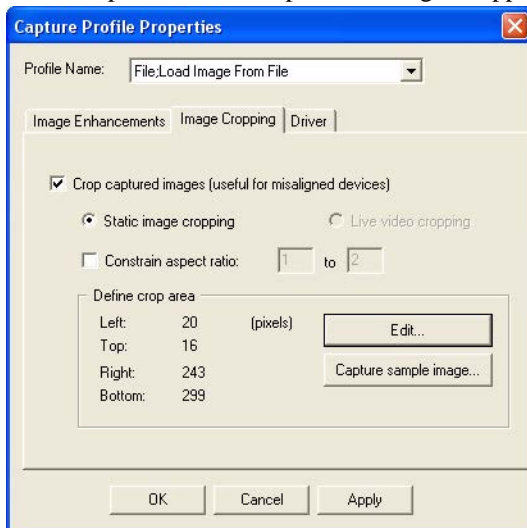 Capture Profile Properties
Profile Name: File;Load Image From File
Image Enhancements Image Cropping Driver
Crop captured images (useful for misaligned devices)
Static image cropping Live video cropping
Constrain aspect ratio: 1 to 2
Define crop area
Left: 20 (pixels) Edit...
Top: 16
Right: 243 Capture sample image...
Bottom: 299
OK Cancel Apply